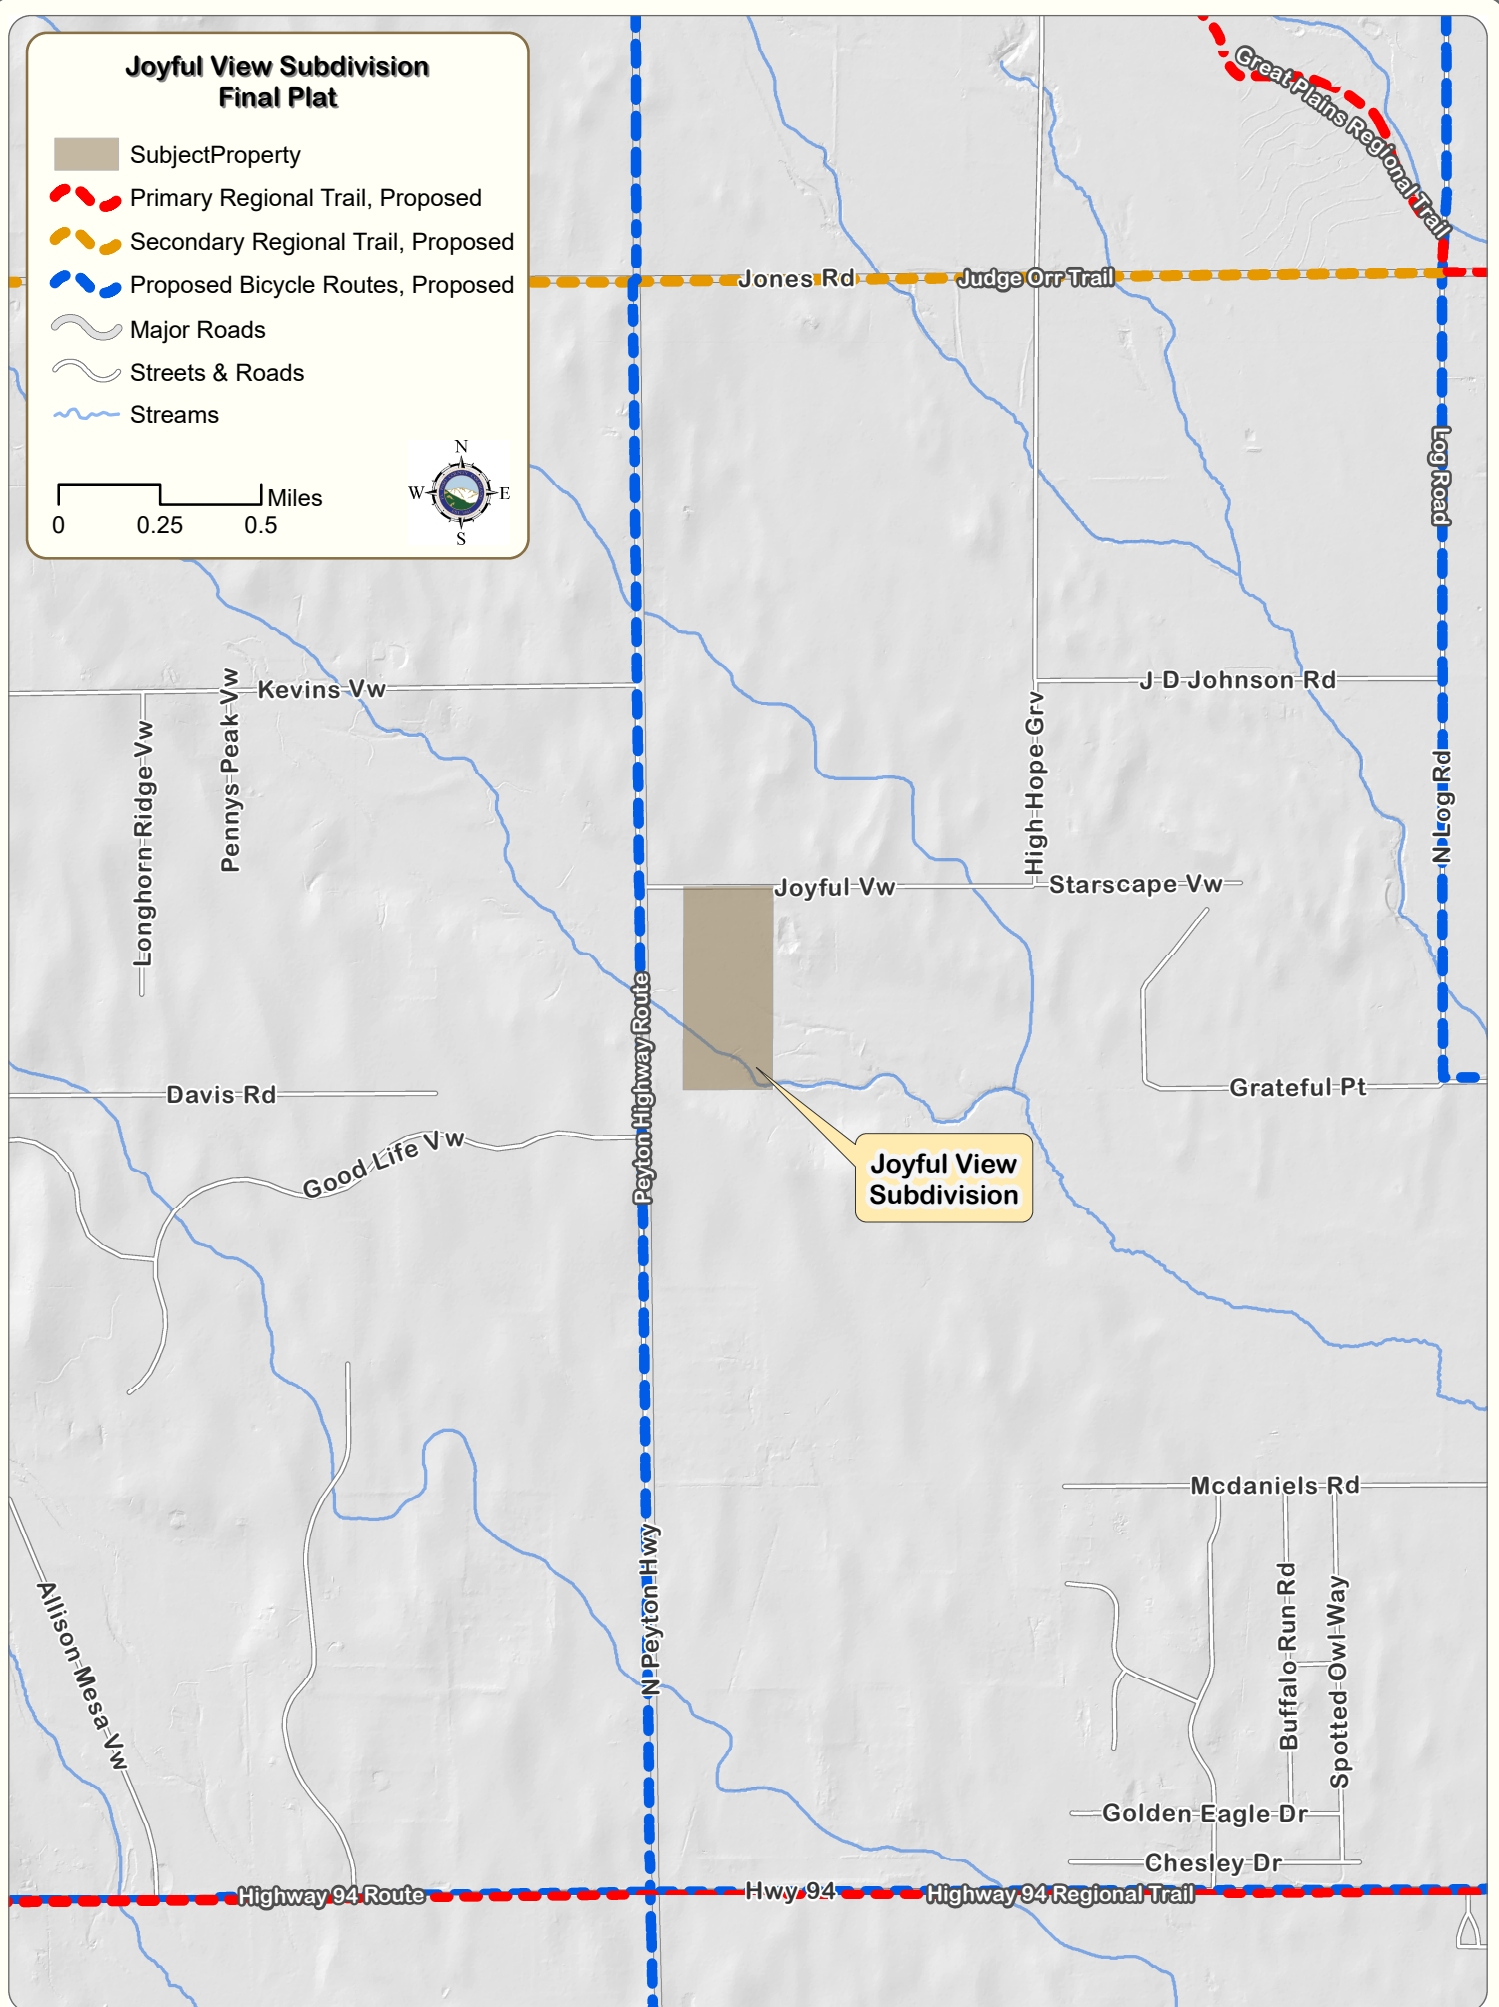 Joyful View Subdivision
Final Plat
SubjectProperty
Primary Regional Trail, Proposed
Secondary Regional Trail, Proposed
Proposed Bicycle Routes, Proposed
Major Roads
Streets & Roads
Streams
N
W
E
S
Miles
0
0.25
0.5
Great Plains Regional Trail
Jones Rd
Judge Orr Trail
Log Road
Kevins Vw
Pennys Peak Vw
Longhorn Ridge Vw
J D Johnson Rd
High Hope Grv
N Log Rd
Joyful Vw
Starscape Vw
Peyton Highway Route
Davis Rd
Good Life Vw
Grateful Pt
Joyful View
Subdivision
Mcdaniels Rd
N Peyton Hwy
Allison Mesa Vw
Buffalo Run Rd
Spotted Owl Way
Golden Eagle Dr
Chesley Dr
Highway 94 Route
Hwy 94
Highway 94 Regional Trail